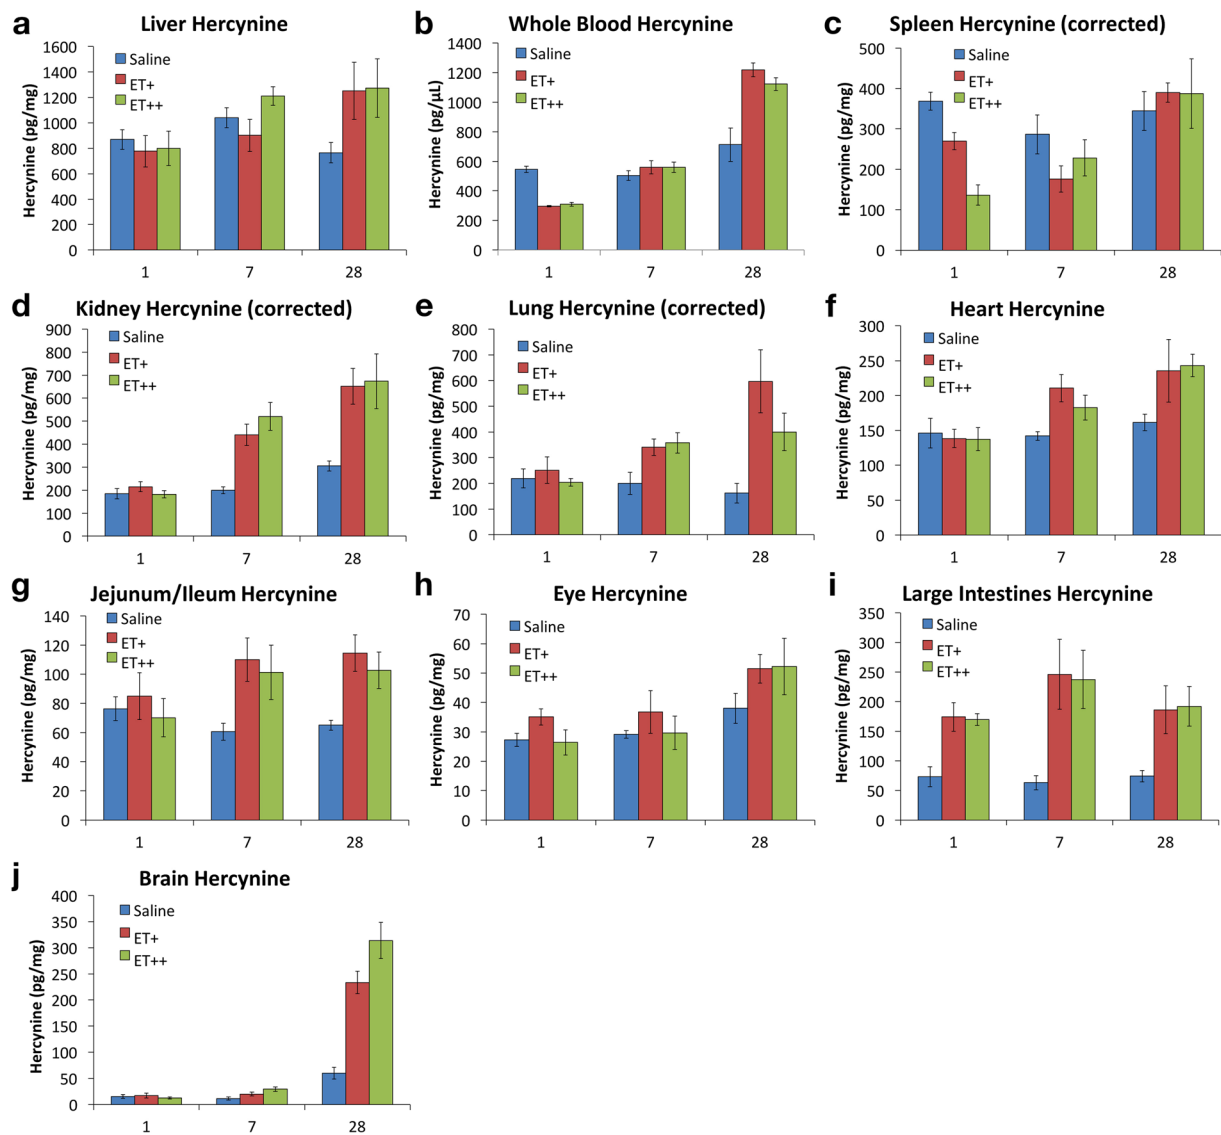 a
Liver Hercynine
Hercynine (pg/mg)
1600
1400
1200
1000
800
600
400
200
0
Saline
ET+
ET++
1 7 28
b
Whole Blood Hercynine
Hercynine (pg/µL)
1400
1200
1000
800
600
400
200
0
Saline
ET+
ET++
1 7 28
c
Spleen Hercynine (corrected)
Hercynine (pg/mg)
500
400
300
200
100
0
Saline
ET+
ET++
1 7 28
d
Kidney Hercynine (corrected)
Hercynine (pg/mg)
900
800
700
600
500
400
300
200
100
0
Saline
ET+
ET++
1 7 28
e
Lung Hercynine (corrected)
Hercynine (pg/mg)
800
700
600
500
400
300
200
100
0
Saline
ET+
ET++
1 7 28
f
Heart Hercynine
Hercynine (pg/mg)
300
250
200
150
100
50
0
Saline
ET+
ET++
1 7 28
g
Jejunum/Ileum Hercynine
Hercynine (pg/mg)
140
120
100
80
60
40
20
0
Saline
ET+
ET++
1 7 28
h
Eye Hercynine
Hercynine (pg/mg)
70
60
50
40
30
20
10
0
Saline
ET+
ET++
1 7 28
i
Large Intestines Hercynine
Hercynine (pg/mg)
350
300
250
200
150
100
50
0
Saline
ET+
ET++
1 7 28
j
Brain Hercynine
Hercynine (pg/mg)
400
350
300
250
200
150
100
50
0
Saline
ET+
ET++
1 7 28